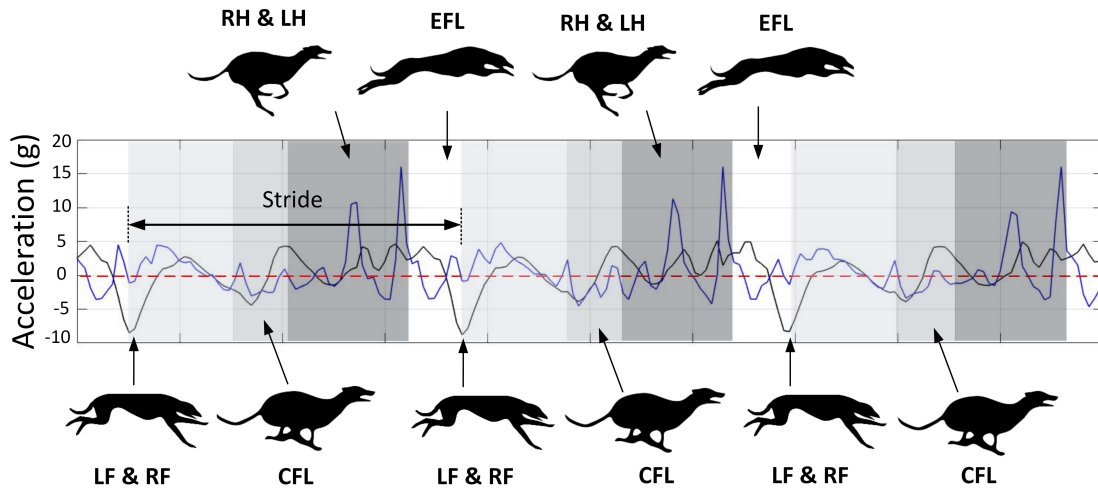 RH & LH
EFL
RH & LH
EFL
Acceleration (g)
20
15
10
5
0
-5
-10
Stride
LF & RF
CFL
LF & RF
CFL
LF & RF
CFL